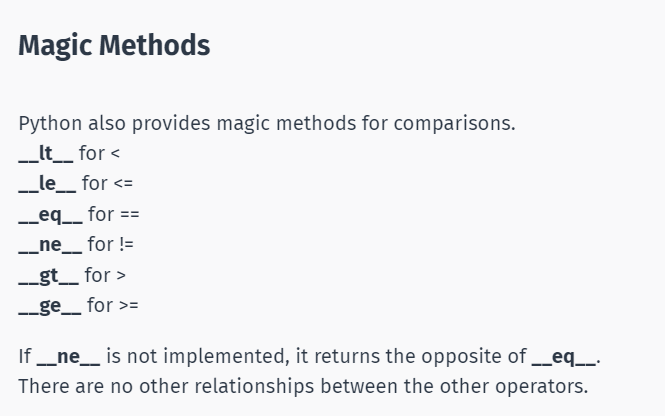 Magic Methods
Python also provides magic methods for comparisons.
__lt__ for <
__le__ for <=
__eq__ for ==
__ne__ for !=
__gt__ for >
__ge__ for >=
If __ne__ is not implemented, it returns the opposite of __eq__.
There are no other relationships between the other operators.